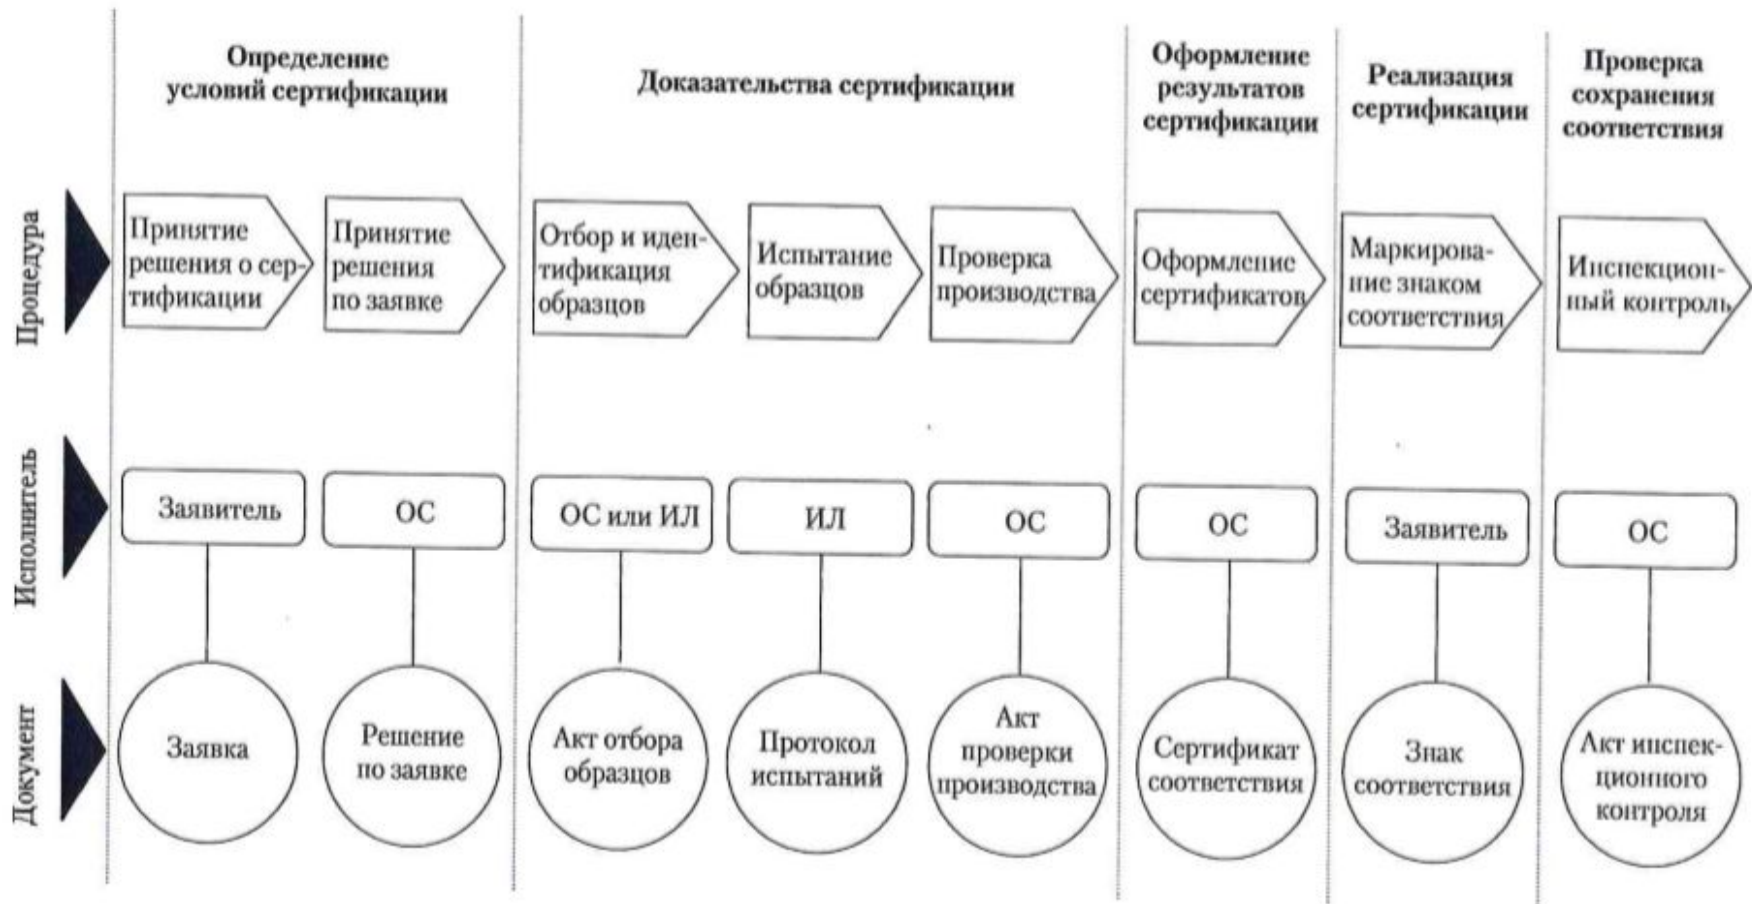 Определение
условий сертификации
Доказательства сертификации
Оформление
результатов
сертификации
Реализация
сертификации
Проверка
сохранения
соответствия
Процедура
Принятие
решения о сер-
тификации
Принятие
решения
по заявке
Отбор и иден-
тификация
образцов
Испытание
образцов
Проверка
производства
Оформление
сертификатов
Маркирова-
ние знаком
соответствия
Инспекцион-
ный контроль
Исполнитель
Заявитель
ОС
ОС или ИЛ
ИЛ
ОС
ОС
Заявитель
ОС
Документ
Заявка
Решение
по заявке
Акт отбора
образцов
Протокол
испытаний
Акт
проверки
производства
Сертификат
соответствия
Знак
соответствия
Акт инспек-
ционного
контроля